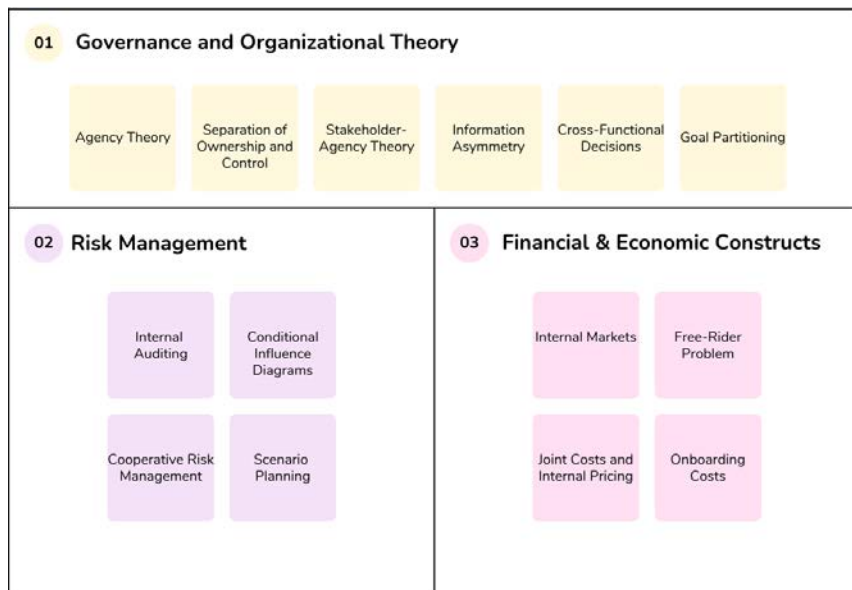 01 Governance and Organizational Theory
Agency Theory
Separation of
Ownership and
Control
Stakeholder-
Agency Theory
Information
Asymmetry
Cross-Functional
Decisions
Goal Partitioning
02 Risk Management
Internal
Auditing
Conditional
Influence
Diagrams
Cooperative Risk
Management
Scenario
Planning
03 Financial & Economic Constructs
Internal Markets
Free-Rider
Problem
Joint Costs and
Internal Pricing
Onboarding
Costs